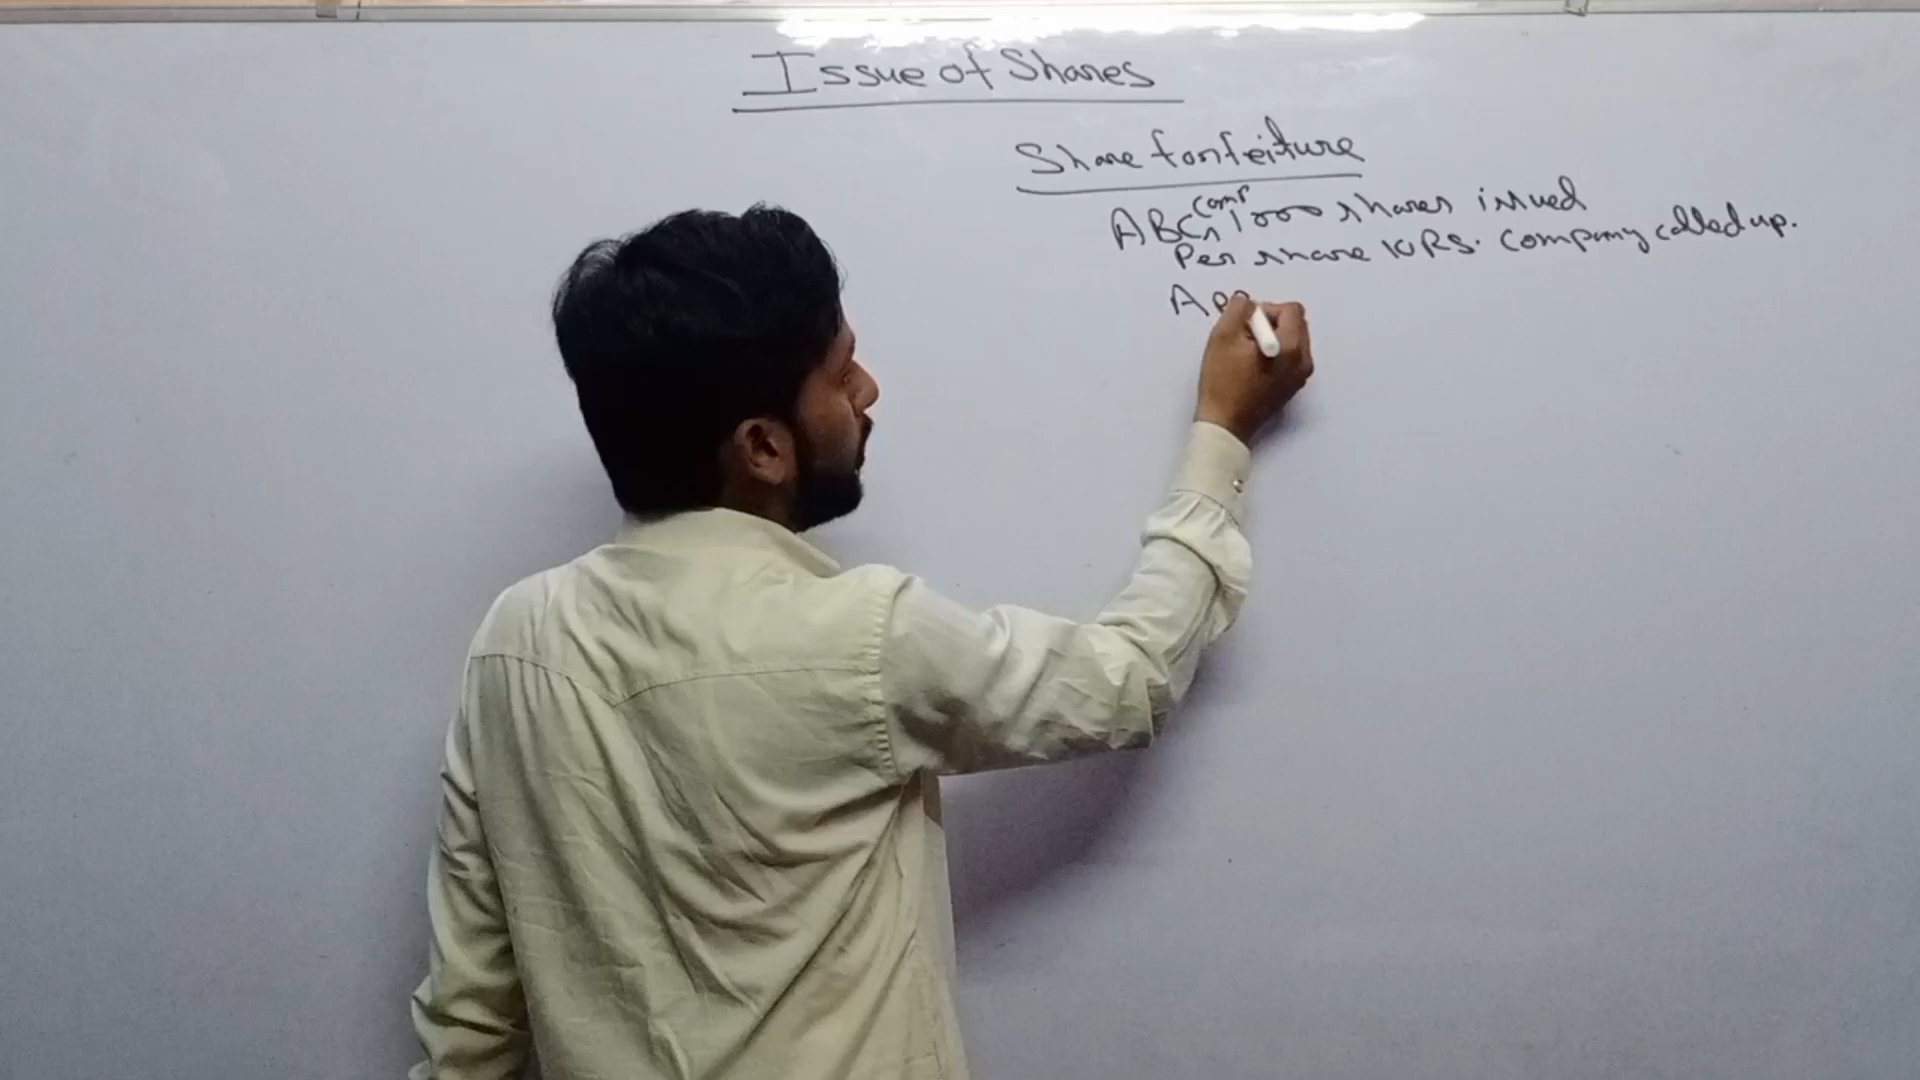 Issue of Shares
Share forfeiture
ABC comp 1000 shares issued
Per share 10 RS. Company called up.
App